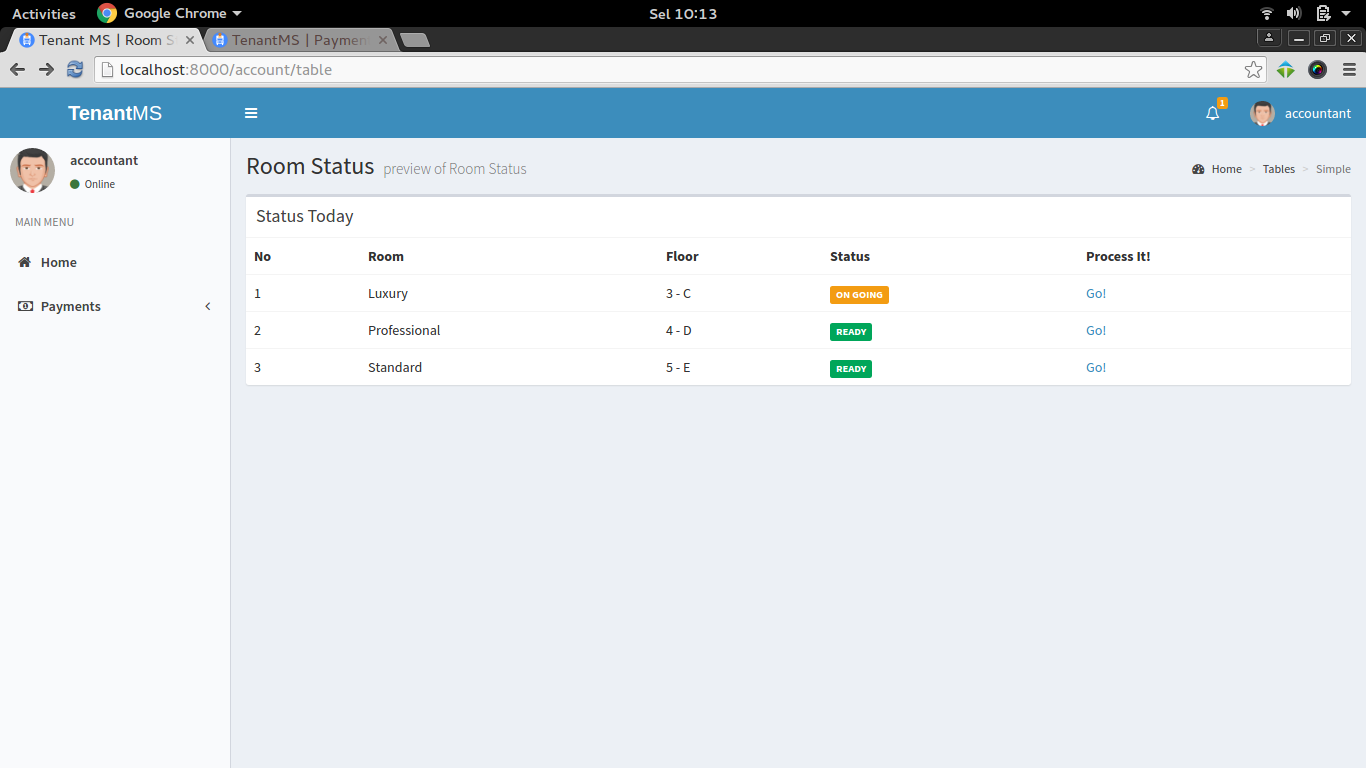 Activities Google Chrome Sel 10:13
Tenant MS | Room S TenantMS | Paymen
localhost:8000/account/table
TenantMS 1 accountant
accountant
Online
MAIN MENU
Home
Payments
Room Status preview of Room Status Home > Tables > Simple
Status Today
No Room Floor Status Process It!
1 Luxury 3 - C ON GOING Go!
2 Professional 4 - D READY Go!
3 Standard 5 - E READY Go!